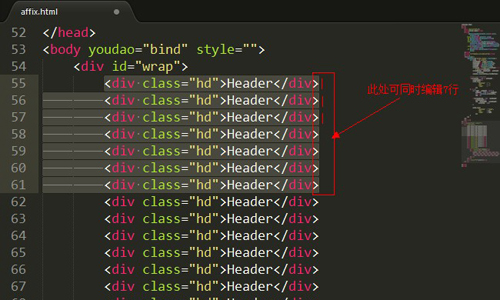 affix.html
52 </head>
53 <body youdao="bind" style="">
54 <div id="wrap">
55 <div class="hd">Header</div>
56 <div class="hd">Header</div>
57 <div class="hd">Header</div>
58 <div class="hd">Header</div>
59 <div class="hd">Header</div>
60 <div class="hd">Header</div>
61 <div class="hd">Header</div>
此处可同时编辑7行
62 <div class="hd">Header</div>
63 <div class="hd">Header</div>
64 <div class="hd">Header</div>
65 <div class="hd">Header</div>
66 <div class="hd">Header</div>
67 <div class="hd">Header</div>